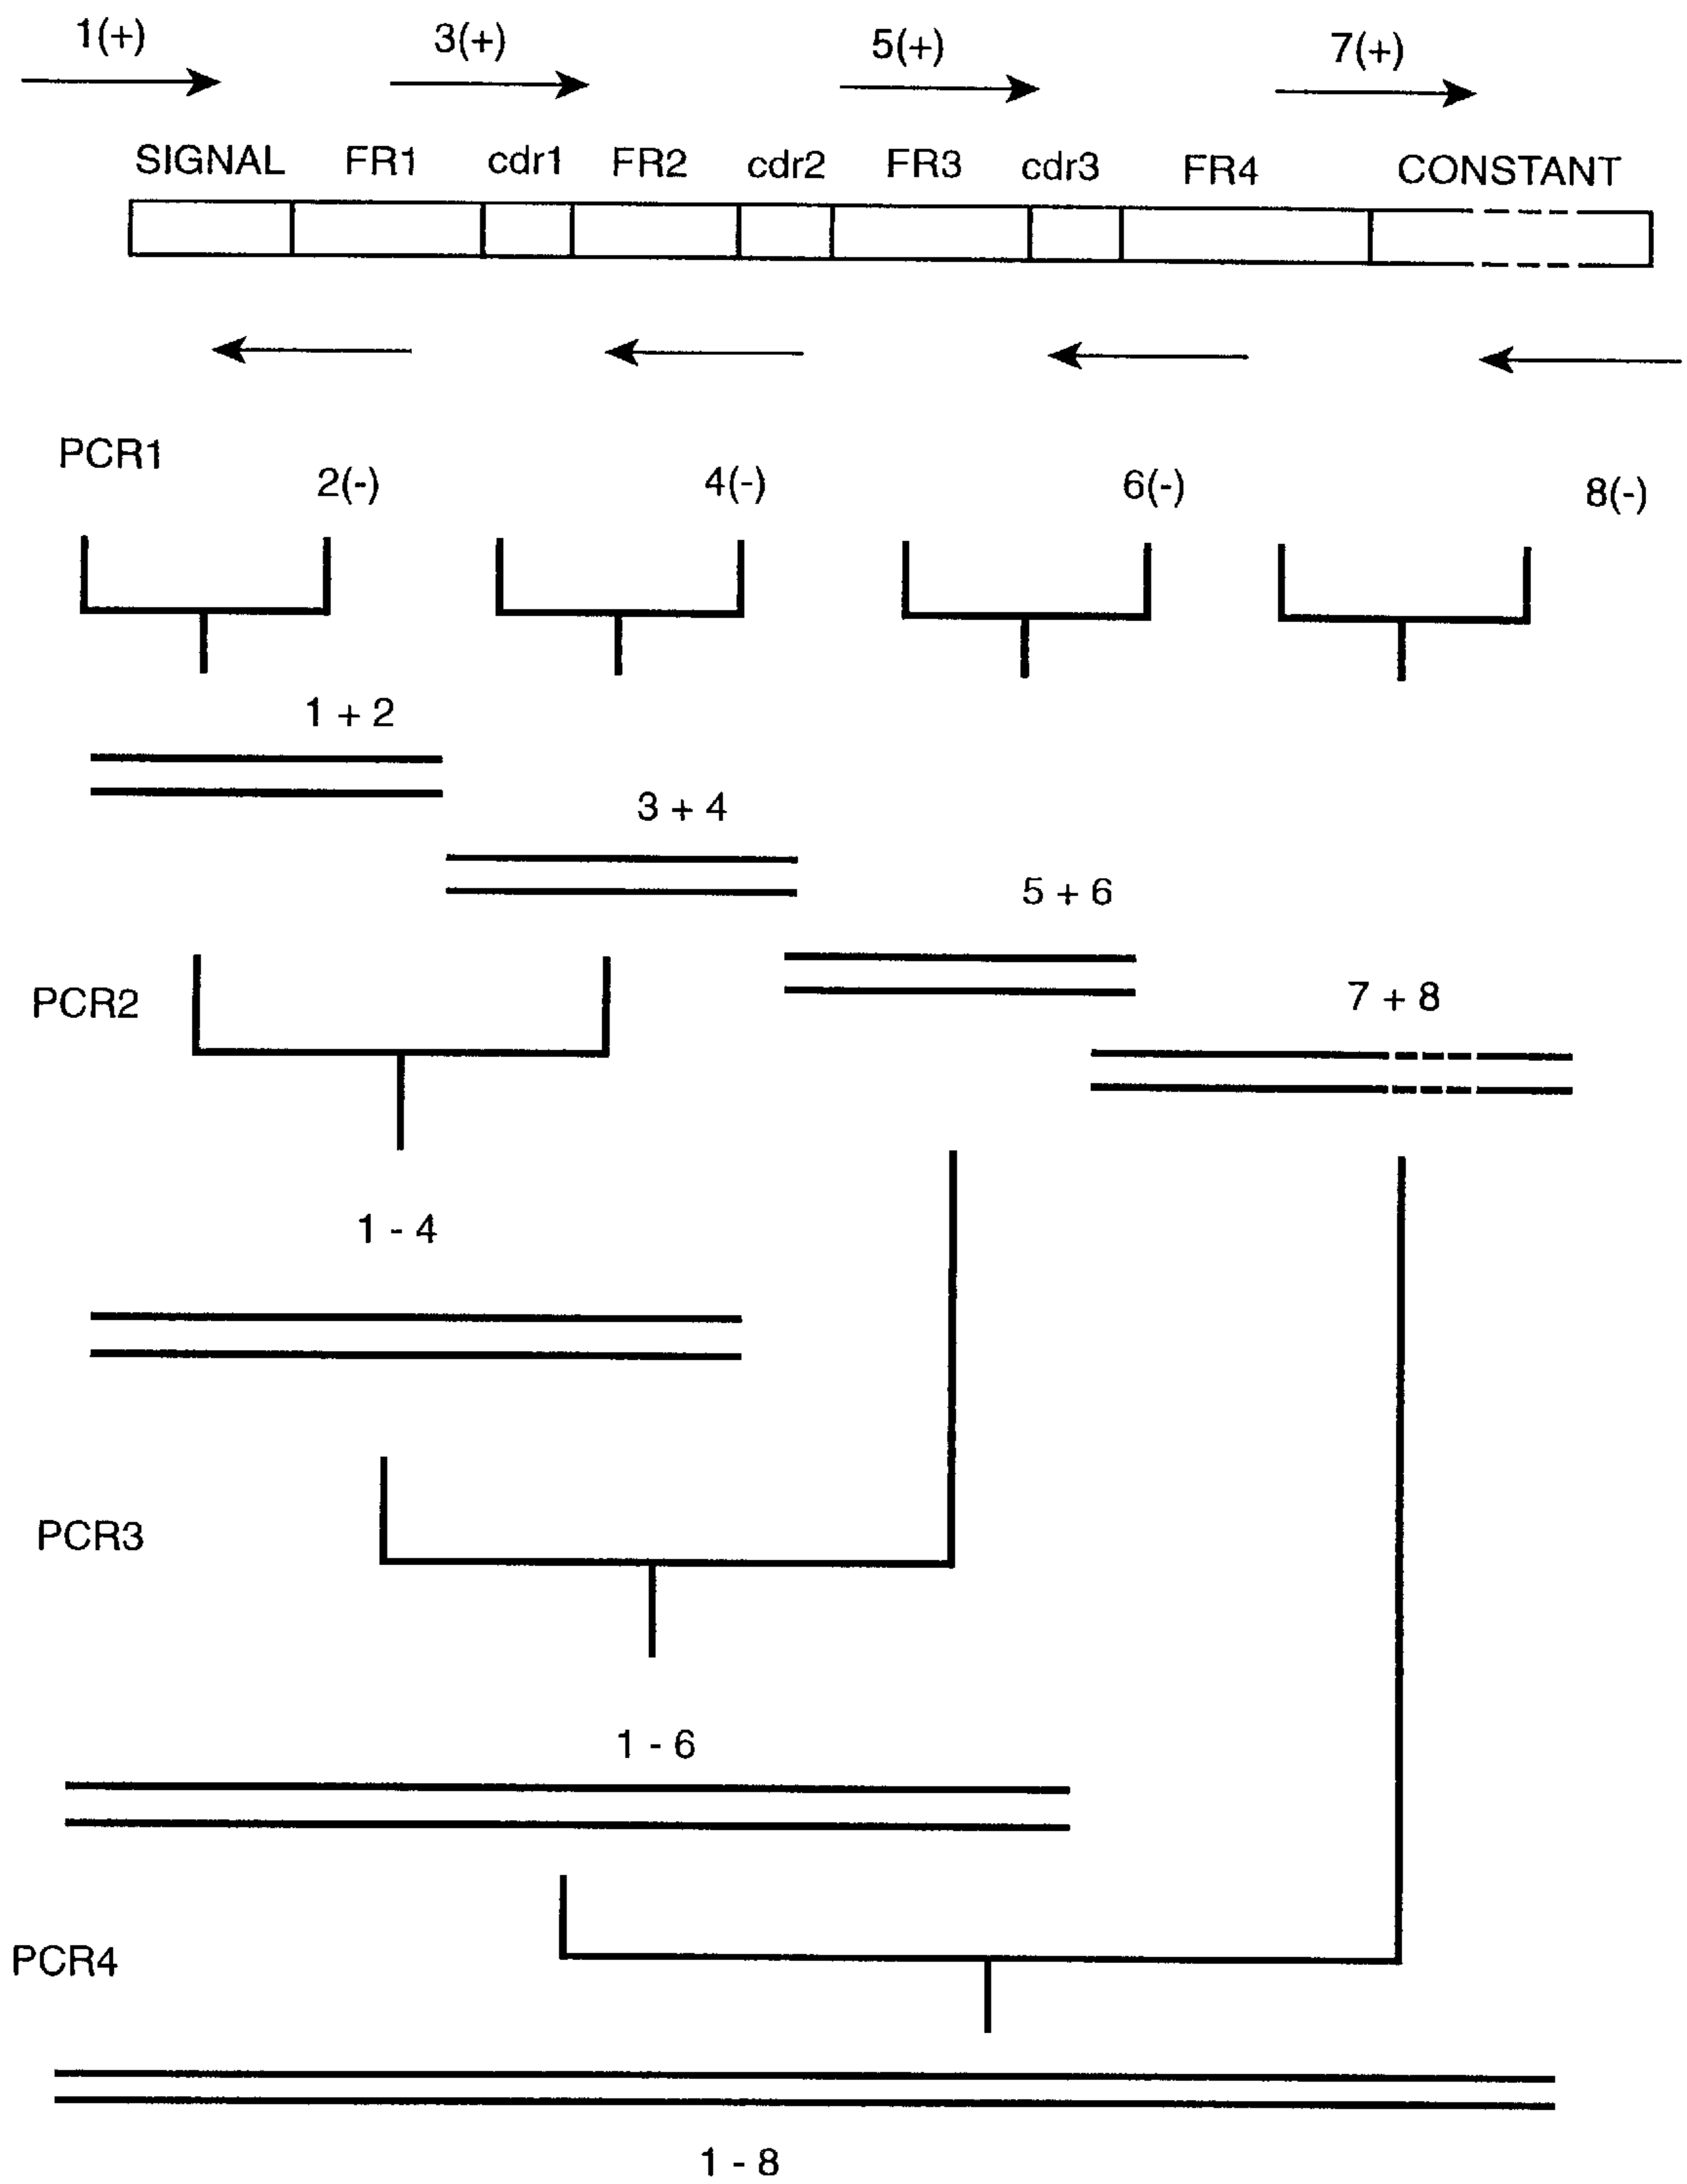 1(+) 3(+) 5(+) 7(+)
SIGNAL FR1 cdr1 FR2 cdr2 FR3 cdr3 FR4 CONSTANT
PCR1
2(-) 4(-) 6(-) 8(-)
1 + 2
3 + 4
5 + 6
PCR2
7 + 8
1 - 4
PCR3
1 - 6
PCR4
1 - 8